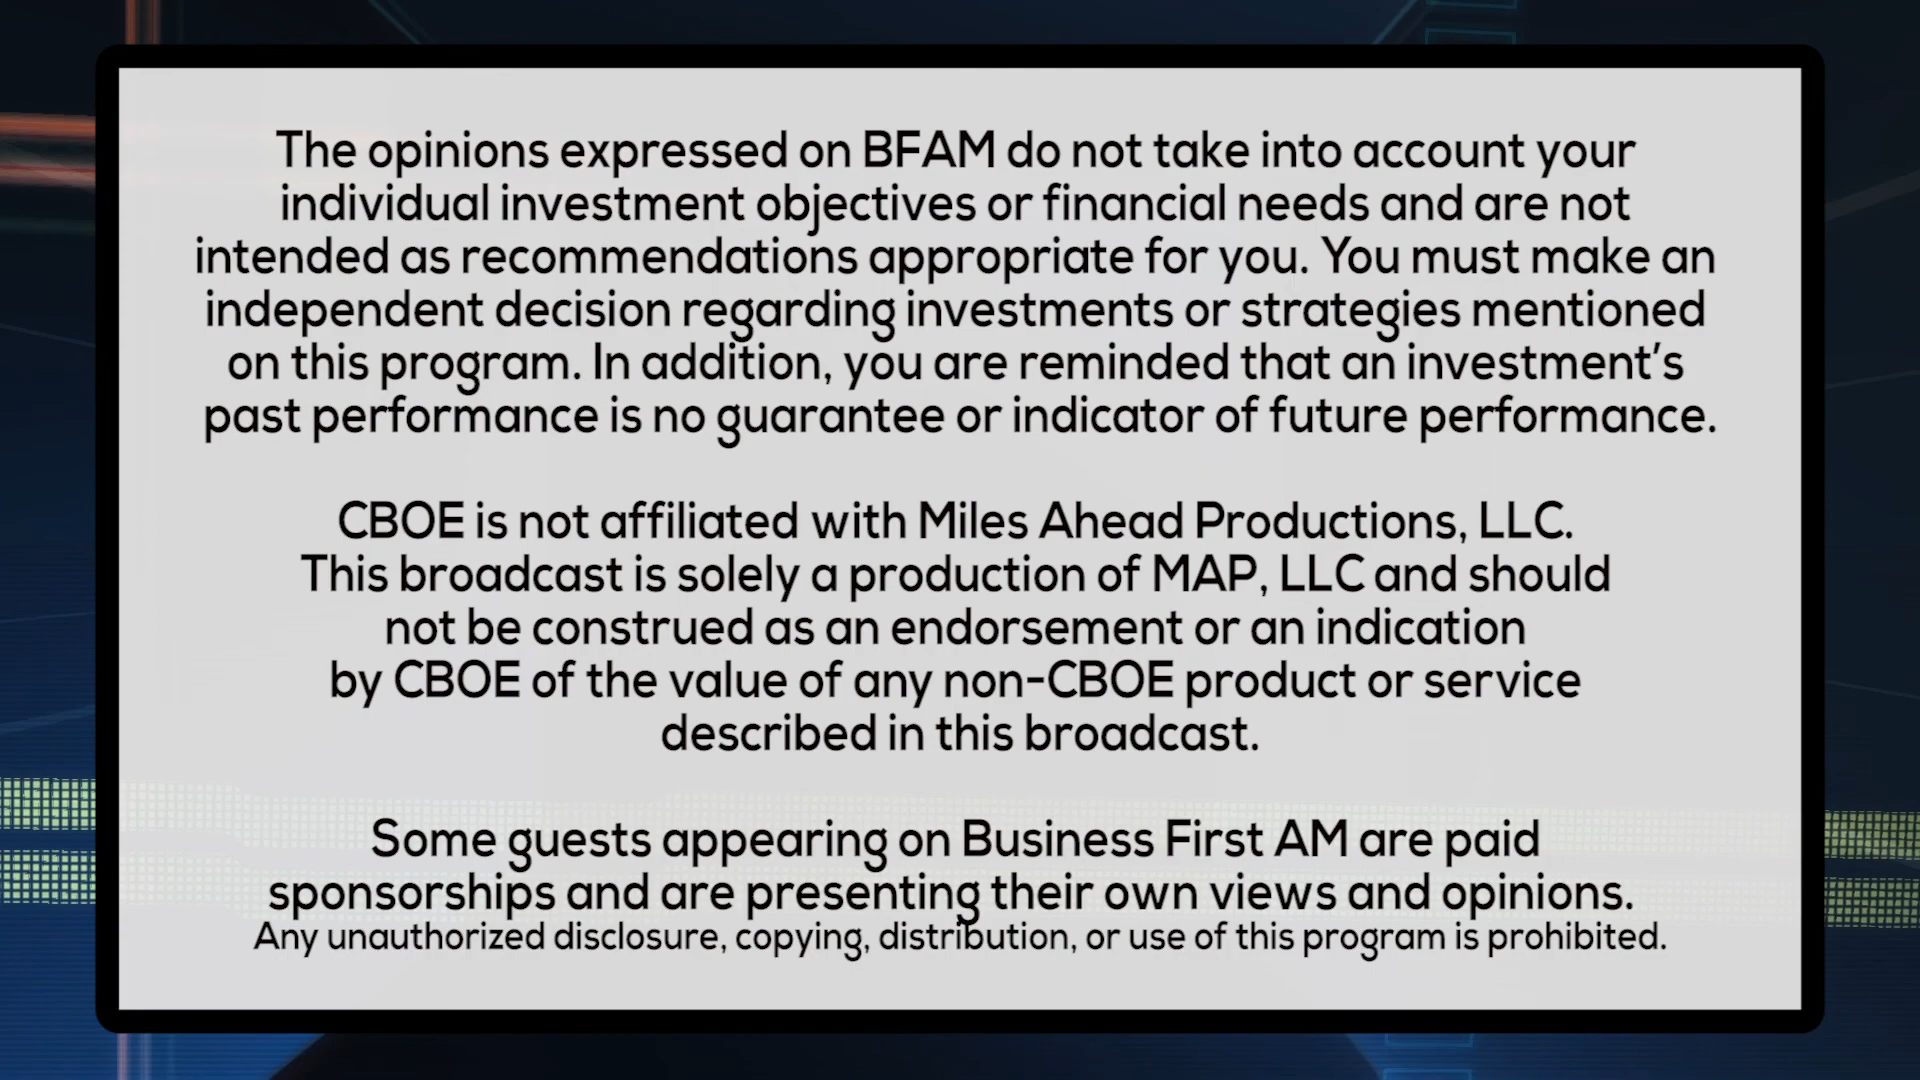 The opinions expressed on BFAM do not take into account your
individual investment objectives or financial needs and are not
intended as recommendations appropriate for you. You must make an
independent decision regarding investments or strategies mentioned
on this program. In addition, you are reminded that an investment’s
past performance is no guarantee or indicator of future performance.
CBOE is not affiliated with Miles Ahead Productions, LLC.
This broadcast is solely a production of MAP, LLC and should
not be construed as an endorsement or an indication
by CBOE of the value of any non-CBOE product or service
described in this broadcast.
Some guests appearing on Business First AM are paid
sponsorships and are presenting their own views and opinions.
Any unauthorized disclosure, copying, distribution, or use of this program is prohibited.